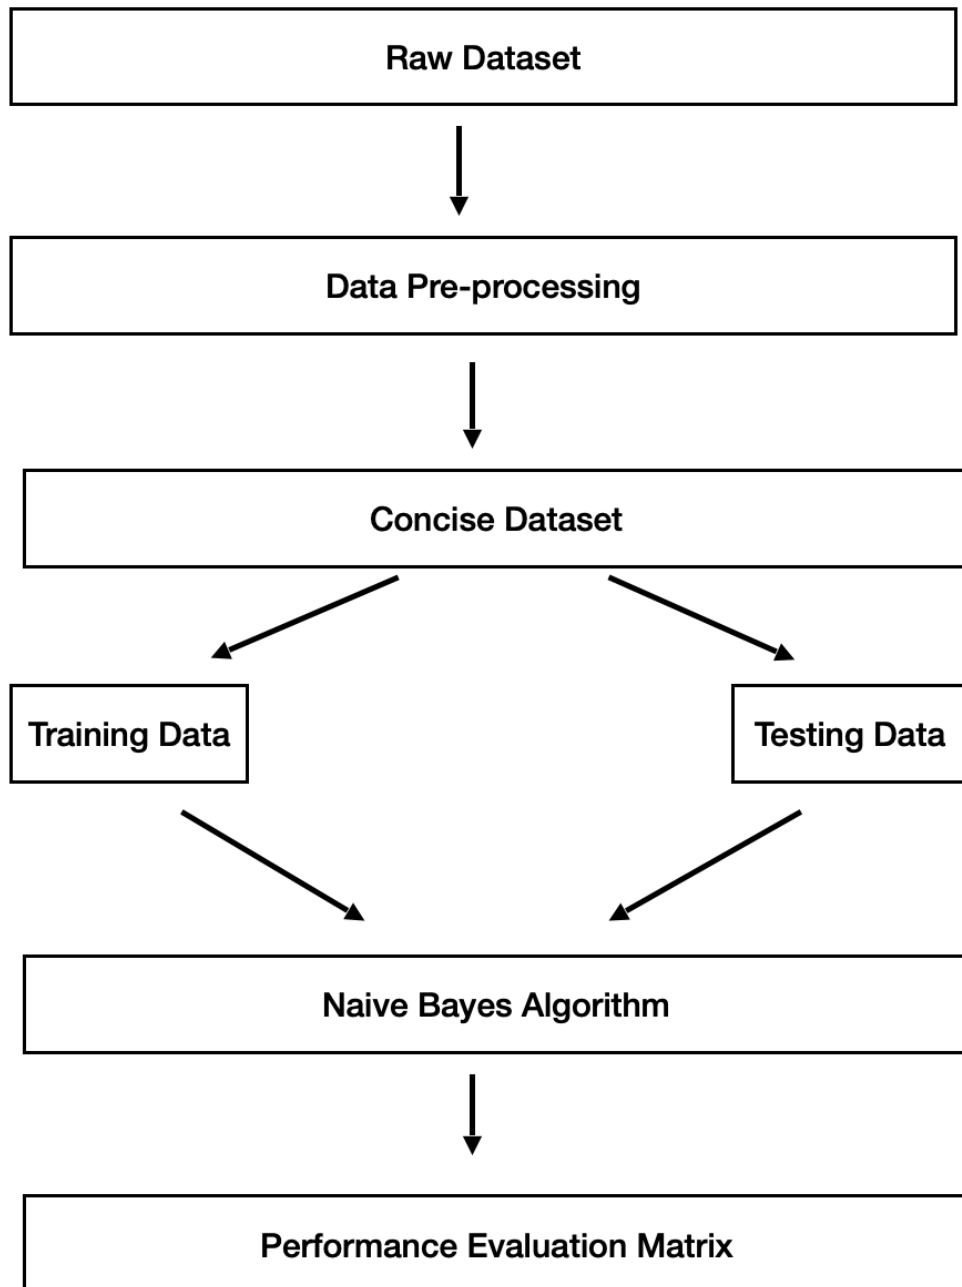 Raw Dataset
Data Pre-processing
Concise Dataset
Training Data
Testing Data
Naive Bayes Algorithm
Performance Evaluation Matrix